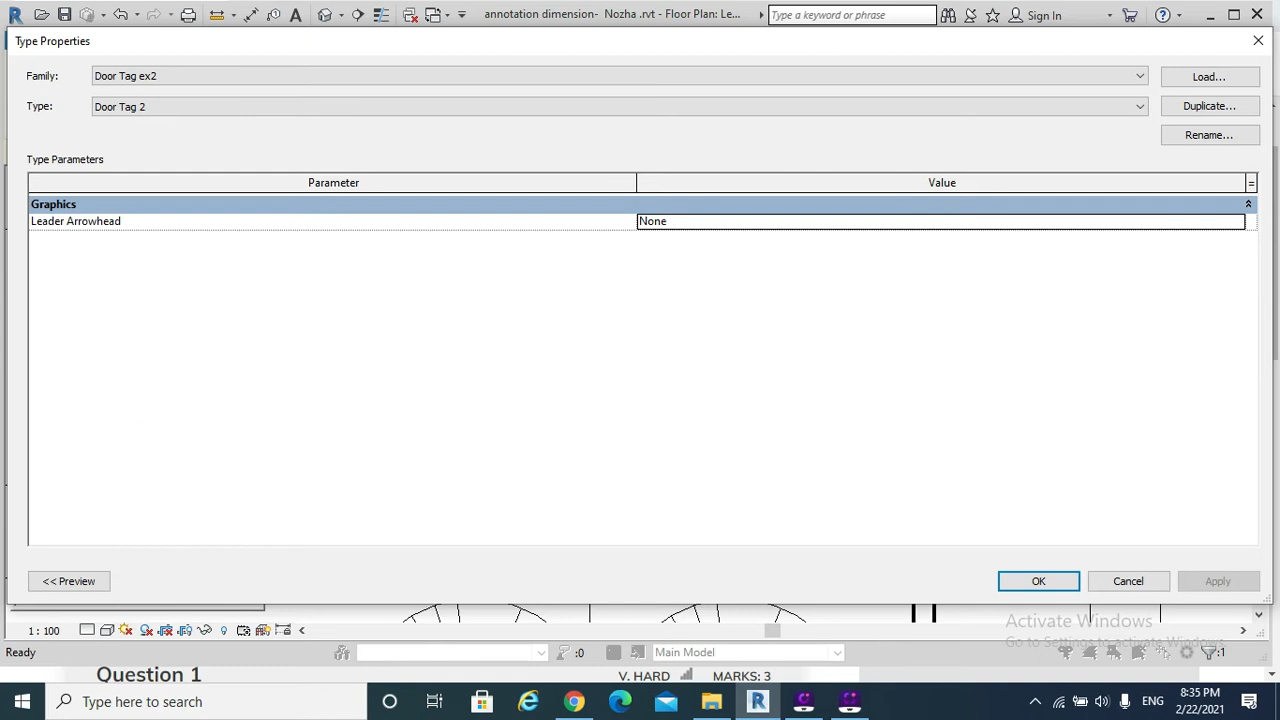 annotation dimension- Nozha .rvt - Floor Plan: Le...
Type a keyword or phrase
Sign In
Type Properties
Family:
Door Tag ex2
Load...
Type:
Door Tag 2
Duplicate...
Rename...
Type Parameters
Parameter
Value
=
Graphics
Leader Arrowhead
None
<< Preview
OK
Cancel
Apply
Activate Windows
Go to Settings to activate Windows.
1 : 100
Ready
:0
Main Model
:1
Question 1
V. HARD
MARKS: 3
Type here to search
ENG
8:35 PM
2/22/2021